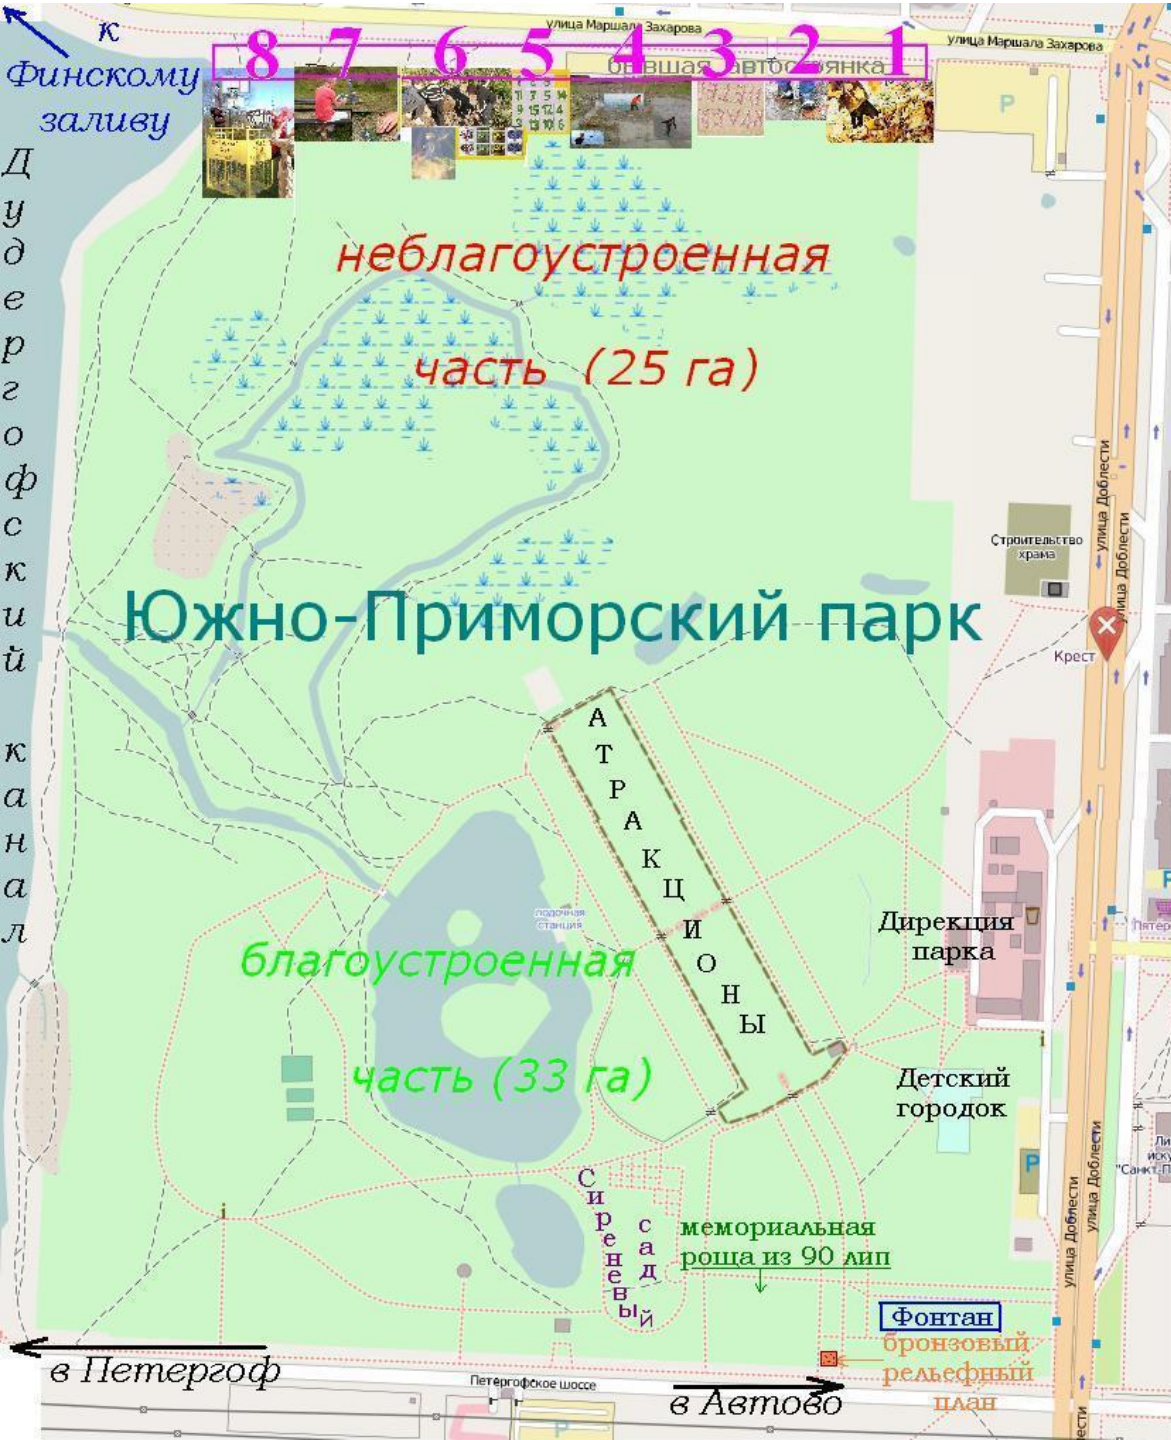 к
Финскому
заливу
улица Маршала Захарова
улица Маршала Захарова
8 7 6 5 4 3 2 1
бывшая автостоянка
P
Дудергофский канал
неблагоустроенная
часть (25 га)
улица Доблести
улица Доблести
Строительство
храма
Южно-Приморский парк
Крест
АТРАКЦИОНЫ
лодочная
станция
Дирекция
парка
P
благоустроенная
часть (33 га)
Детский
городок
P
i
i
Сиреневый
сад
мемориальная
роща из 90 лип
улица Доблести
улица Доблести
Фонтан
бронзовый
рельефный
план
в Петергоф
Петергофское шоссе
в Автово
P